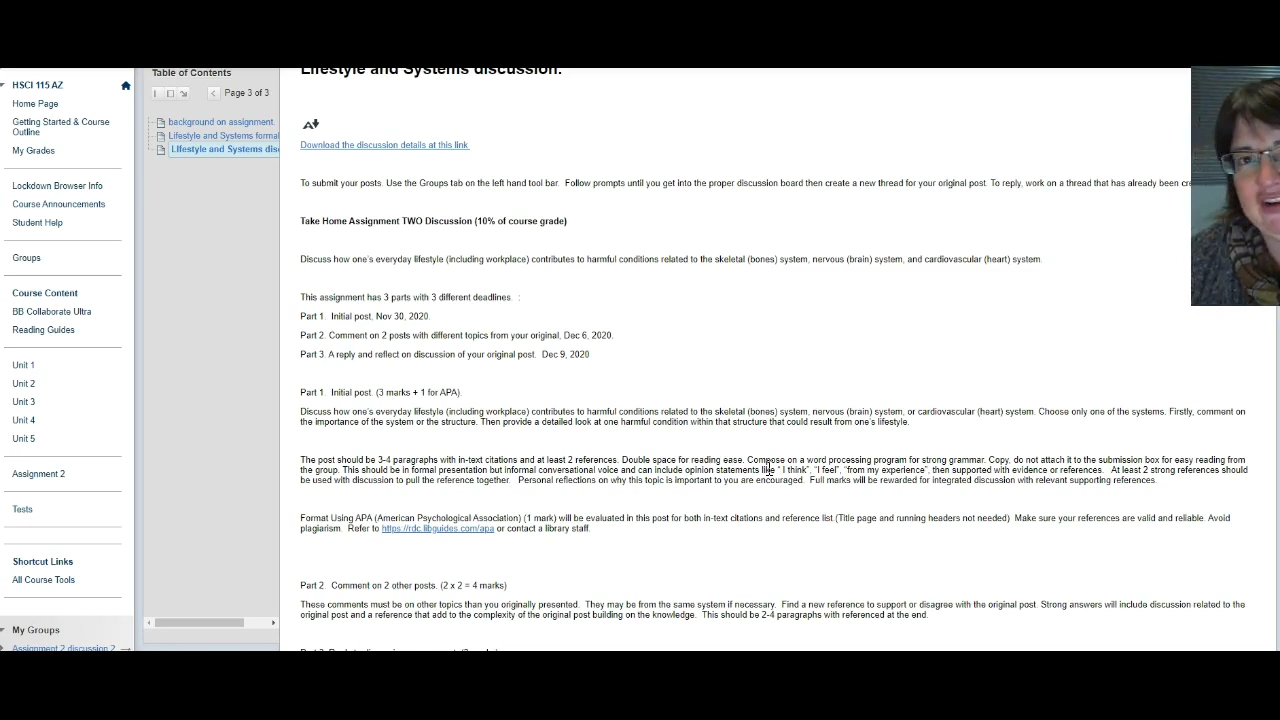 HSCI 115 AZ
Home Page
Getting Started & Course
Outline
My Grades
Lockdown Browser Info
Course Announcements
Student Help
Groups
Course Content
BB Collaborate Ultra
Reading Guides
Unit 1
Unit 2
Unit 3
Unit 4
Unit 5
Assignment 2
Tests
Shortcut Links
All Course Tools
My Groups
Assignment 2 discussion 2
Table of Contents
Page 3 of 3
background on assignment.
Lifestyle and Systems format
Lifestyle and Systems disc
Lifestyle and Systems discussion.
Download the discussion details at this link.
To submit your posts. Use the Groups tab on the left hand tool bar. Follow prompts until you get into the proper discussion board then create a new thread for your original post. To reply, work on a thread that has already been
Take Home Assignment TWO Discussion (10% of course grade)
Discuss how one's everyday lifestyle (including workplace) contributes to harmful conditions related to the skeletal (bones) system, nervous (brain) system, and cardiovascular (heart) system.
This assignment has 3 parts with 3 different deadlines. :
Part 1. Initial post, Nov 30, 2020.
Part 2. Comment on 2 posts with different topics from your original, Dec 6, 2020.
Part 3. A reply and reflect on discussion of your original post. Dec 9, 2020
Part 1. Initial post. (3 marks + 1 for APA).
Discuss how one's everyday lifestyle (including workplace) contributes to harmful conditions related to the skeletal (bones) system, nervous (brain) system, or cardiovascular (heart) system. Choose only one of the systems. Firstly, comment on
the importance of the system or the structure. Then provide a detailed look at one harmful condition within that structure that could result from one's lifestyle.
The post should be 3-4 paragraphs with in-text citations and at least 2 references. Double space for reading ease. Compose on a word processing program for strong grammar. Copy, do not attach it to the submission box for easy reading from
the group. This should be in formal presentation but informal conversational voice and can include opinion statements like " I think", "I feel", "from my experience", then supported with evidence or references. At least 2 strong references should
be used with discussion to pull the reference together. Personal reflections on why this topic is important to you are encouraged. Full marks will be rewarded for integrated discussion with relevant supporting references.
Format Using APA (American Psychological Association) (1 mark) will be evaluated in this post for both in-text citations and reference list.(Title page and running headers not needed) Make sure your references are valid and reliable. Avoid
plagiarism. Refer to https://rdc.libguides.com/apa or contact a library staff.
Part 2. Comment on 2 other posts. (2 x 2 = 4 marks)
These comments must be on other topics than you originally presented. They may be from the same system if necessary. Find a new reference to support or disagree with the original post. Strong answers will include discussion related to the
original post and a reference that add to the complexity of the original post building on the knowledge. This should be 2-4 paragraphs with referenced at the end.